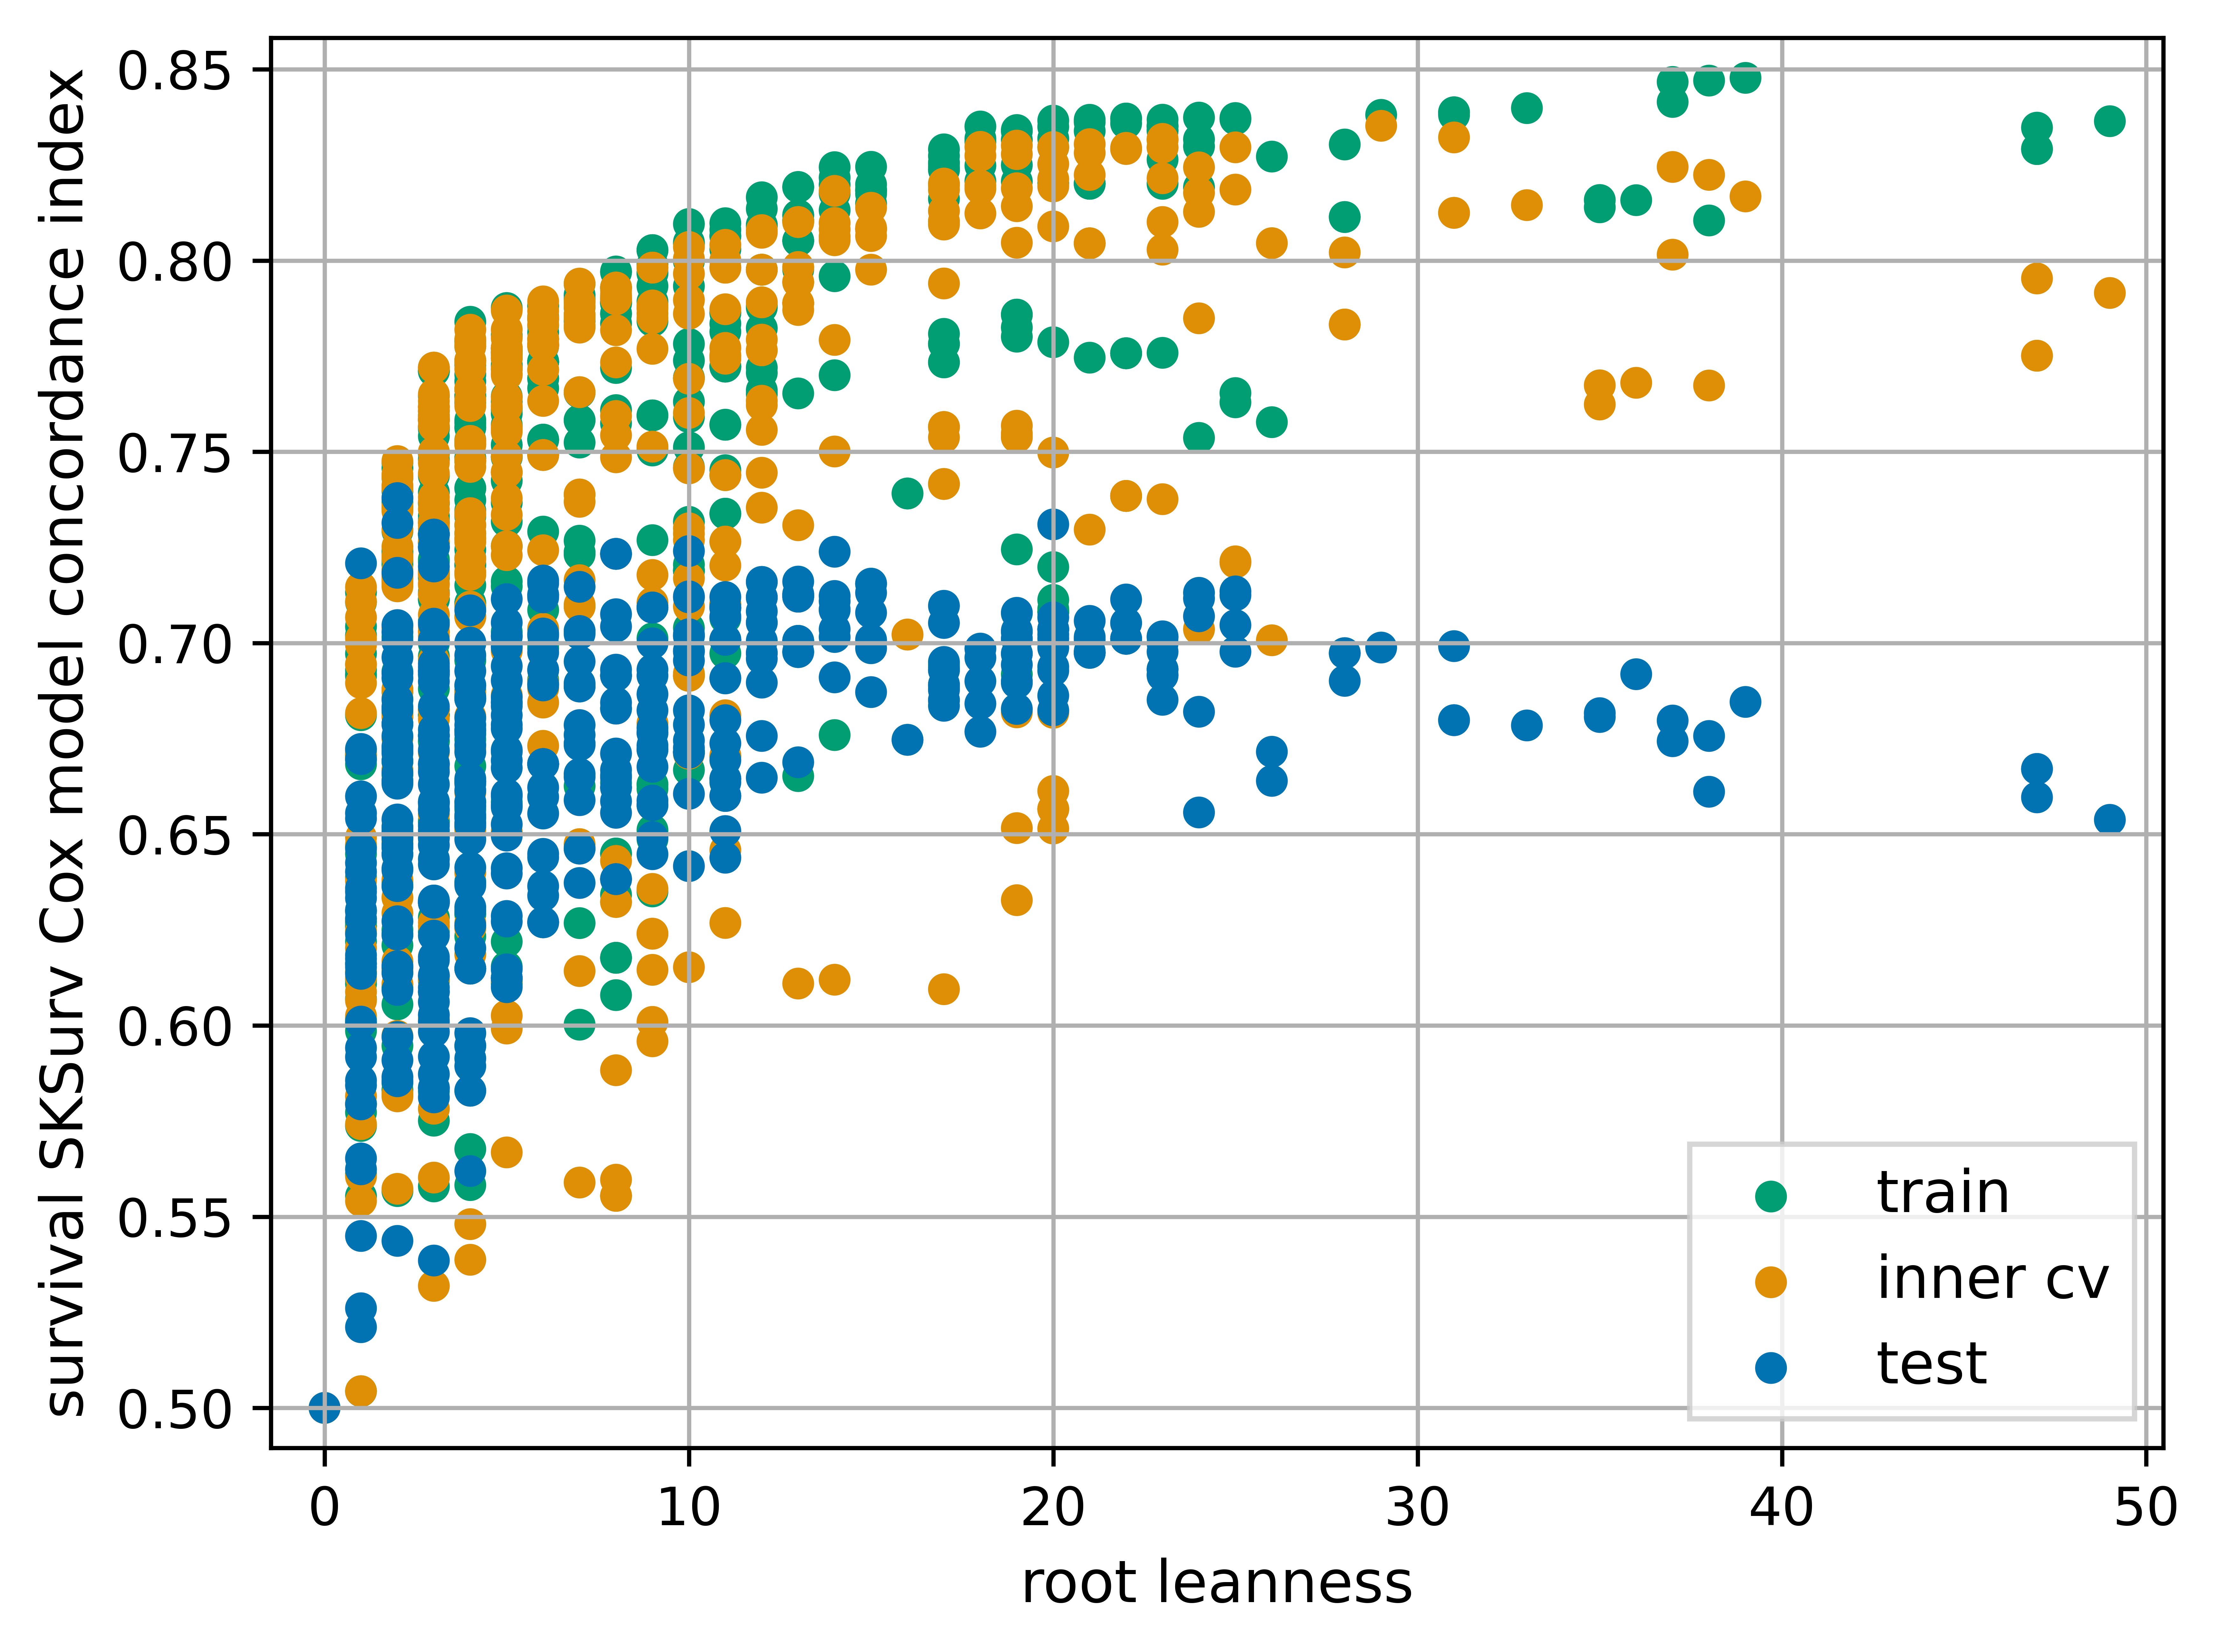 survival SKSurv Cox model concordance index
0.85
0.80
0.75
0.70
0.65
0.60
0.55
0.50
train
inner cv
test
0 10 20 30 40 50
root leanness